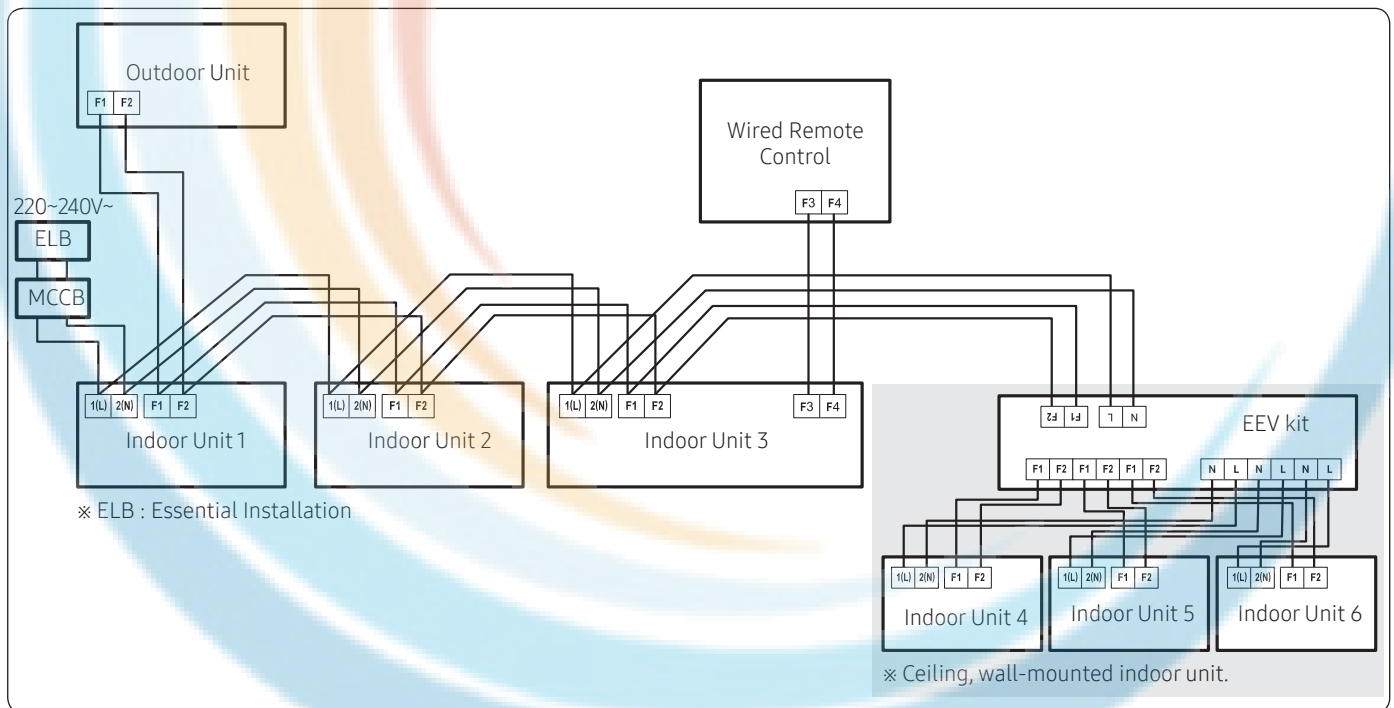 Outdoor Unit
F1 F2
Wired Remote
Control
F3 F4
220~240V~
ELB
MCCB
1(L) 2(N) F1 F2
Indoor Unit 1
1(L) 2(N) F1 F2
Indoor Unit 2
1(L) 2(N) F1 F2
F3 F4
Indoor Unit 3
F2 F1 L N
EEV kit
F1 F2 F1 F2 F1 F2
N L N L N L
※ ELB : Essential Installation
1(L) 2(N) F1 F2
Indoor Unit 4
1(L) 2(N) F1 F2
Indoor Unit 5
1(L) 2(N) F1 F2
Indoor Unit 6
※ Ceiling, wall-mounted indoor unit.